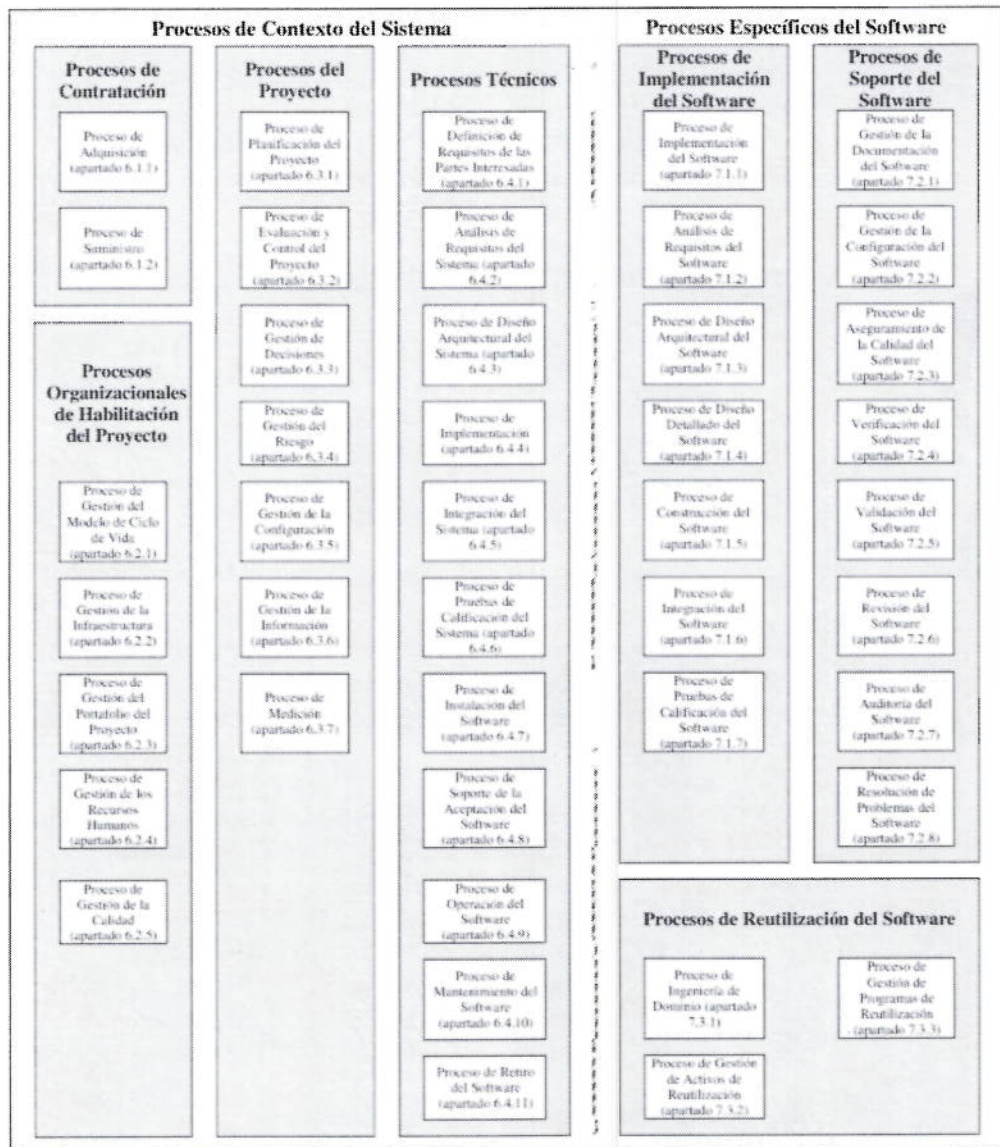 Procesos de Contexto del Sistema
Procesos de
Contratación
Proceso de
Adquisición
(apartado 6.1.1)
Proceso de
Suministro
(apartado 6.1.2)
Procesos
Organizacionales
de Habilitación
del Proyecto
Proceso de
Gestión del
Modelo de Ciclo
de Vida
(apartado 6.2.1)
Proceso de
Gestión de la
Infraestructura
(apartado 6.2.2)
Proceso de
Gestión del
Portafolio del
Proyecto
(apartado 6.2.3)
Proceso de
Gestión de los
Recursos
Humanos
(apartado 6.2.4)
Proceso de
Gestión de la
Calidad
(apartado 6.2.5)
Procesos del
Proyecto
Proceso de
Planificación del
Proyecto
(apartado 6.3.1)
Proceso de
Evaluación y
Control del
Proyecto
(apartado 6.3.2)
Proceso de
Gestión de
Decisiones
(apartado 6.3.3)
Proceso de
Gestión del
Riesgo
(apartado 6.3.4)
Proceso de
Gestión de la
Configuración
(apartado 6.3.5)
Proceso de
Gestión de la
Información
(apartado 6.3.6)
Proceso de
Medición
(apartado 6.3.7)
Procesos Técnicos
Proceso de
Definición de
Requisitos de las
Partes Interesadas
(apartado 6.4.1)
Proceso de
Análisis de
Requisitos del
Sistema (apartado
6.4.2)
Proceso de Diseño
Arquitectural del
Sistema (apartado
6.4.3)
Proceso de
Implementación
(apartado 6.4.4)
Proceso de
Integración del
Sistema (apartado
6.4.5)
Proceso de
Pruebas de
Calificación del
Sistema (apartado
6.4.6)
Proceso de
Instalación del
Software
(apartado 6.4.7)
Proceso de
Soporte de la
Aceptación del
Software
(apartado 6.4.8)
Proceso de
Operación del
Software
(apartado 6.4.9)
Proceso de
Mantenimiento del
Software
(apartado 6.4.10)
Proceso de Retiro
del Software
(apartado 6.4.11)
Procesos Específicos del Software
Procesos de
Implementación
del Software
Proceso de
Implementación
del Software
(apartado 7.1.1)
Proceso de
Análisis de
Requisitos del
Software
(apartado 7.1.2)
Proceso de Diseño
Arquitectural del
Software
(apartado 7.1.3)
Proceso de Diseño
Detallado del
Software
(apartado 7.1.4)
Proceso de
Construcción del
Software
(apartado 7.1.5)
Proceso de
Integración del
Software
(apartado 7.1.6)
Proceso de
Pruebas de
Calificación del
Software
(apartado 7.1.7)
Procesos de
Soporte del
Software
Proceso de
Gestión de la
Documentación
del Software
(apartado 7.2.1)
Proceso de
Gestión de la
Configuración del
Software
(apartado 7.2.2)
Proceso de
Aseguramiento de
la Calidad del
Software
(apartado 7.2.3)
Proceso de
Verificación del
Software
(apartado 7.2.4)
Proceso de
Validación del
Software
(apartado 7.2.5)
Proceso de
Revisión del
Software
(apartado 7.2.6)
Proceso de
Auditoría del
Software
(apartado 7.2.7)
Proceso de
Resolución de
Problemas del
Software
(apartado 7.2.8)
Procesos de Reutilización del Software
Proceso de
Ingeniería de
Dominio (apartado
7.3.1)
Proceso de
Gestión de
Programas de
Reutilización
(apartado 7.3.3)
Proceso de Gestión
de Activos de
Reutilización
(apartado 7.3.2)